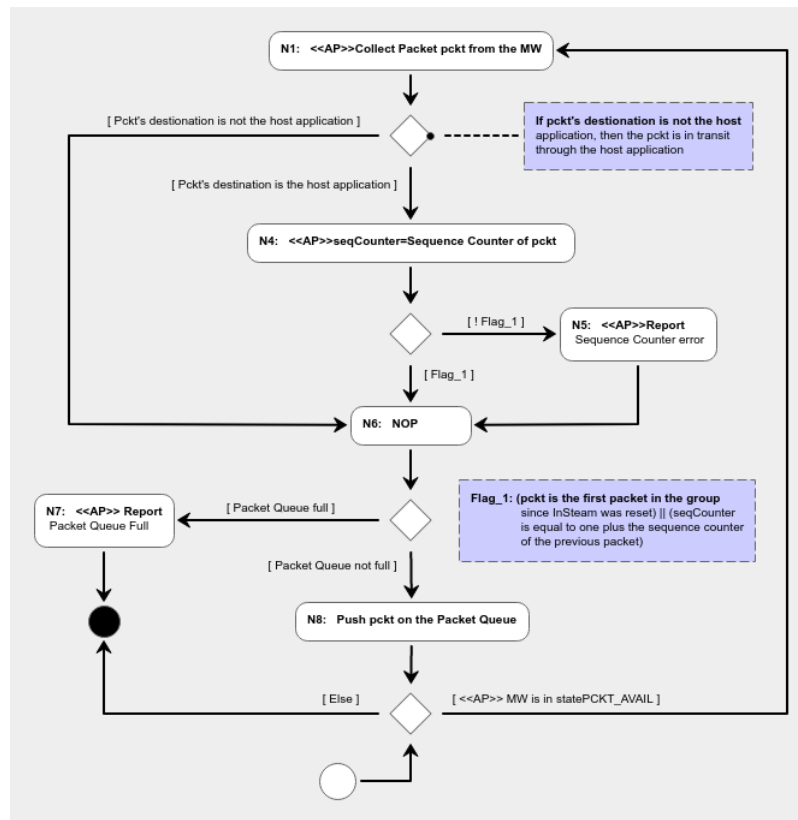 N1: <<AP>>Collect Packet pckt from the MW
[ Pckt's destionation is not the host application ]
If pckt's destionation is not the host
application, then the pckt is in transit
through the host application
[ Pckt's destination is the host application ]
N4: <<AP>>seqCounter=Sequence Counter of pckt
[ ! Flag_1 ]
N5: <<AP>>Report
Sequence Counter error
[ Flag_1 ]
N6: NOP
Flag_1: (pckt is the first packet in the group
since InSteam was reset) || (seqCounter
is equal to one plus the sequence counter
of the previous packet)
[ Packet Queue full ]
N7: <<AP>> Report
Packet Queue Full
[ Packet Queue not full ]
N8: Push pckt on the Packet Queue
[ Else ]
[ <<AP>> MW is in statePCKT_AVAIL ]